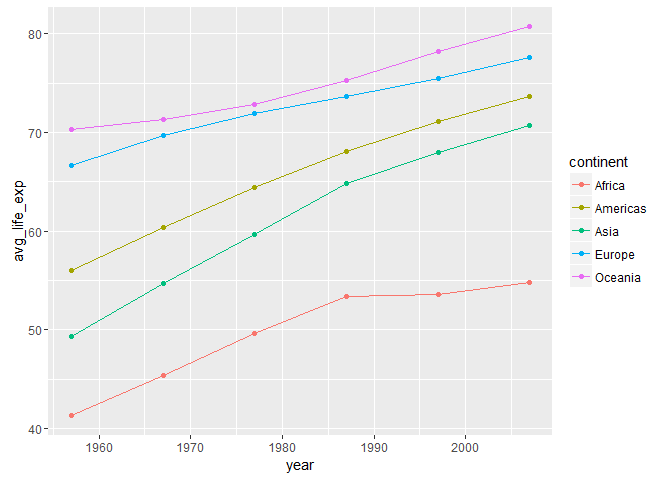 80
70
60
50
40
avg_life_exp
1960 1970 1980 1990 2000
year
continent
Africa
Americas
Asia
Europe
Oceania